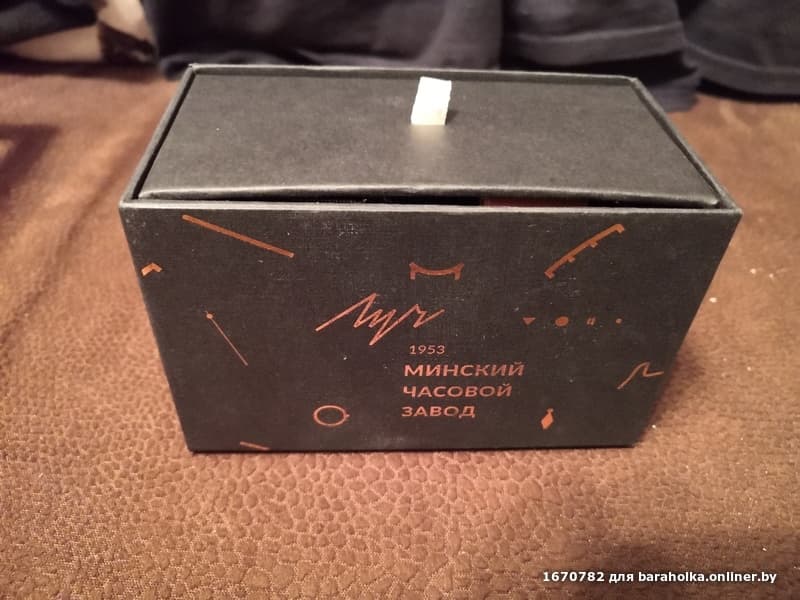 Луч
1953
МИНСКИЙ
ЧАСОВОЙ
ЗАВОД
1670782 для baraholka.onliner.by